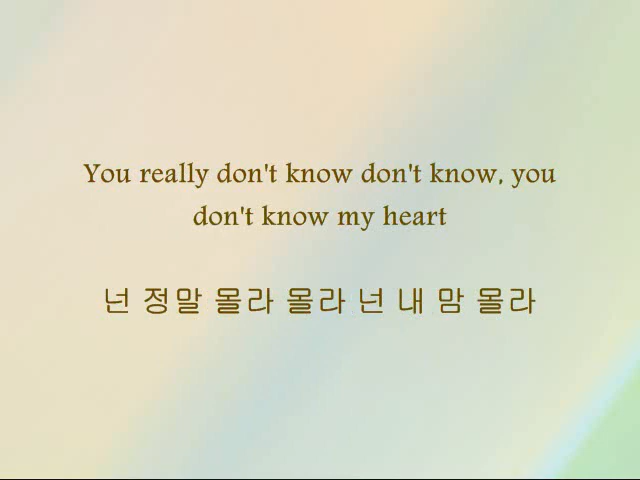 You really don't know don't know, you
don't know my heart
넌 정말 몰라 몰라 넌 내 맘 몰라